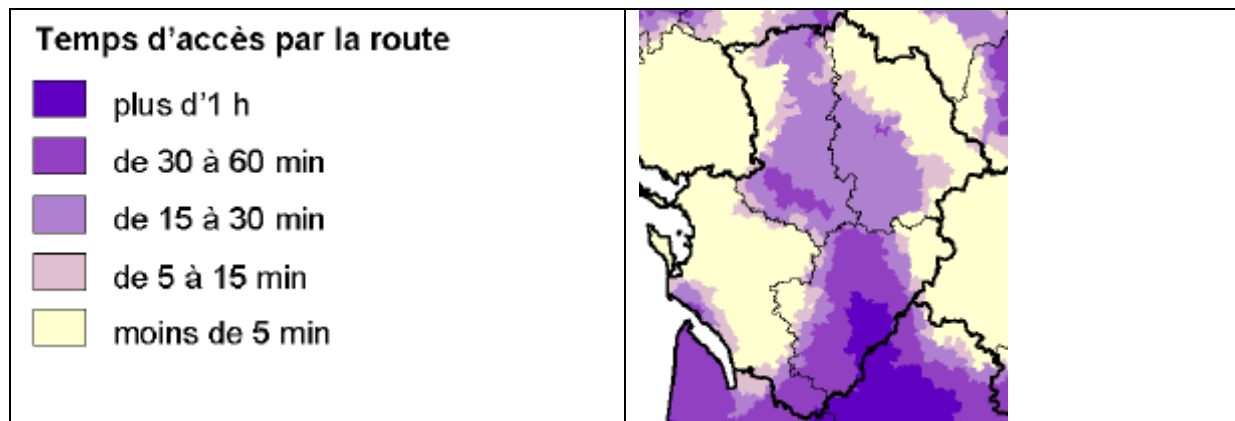 Temps d'accès par la route
plus d'1 h
de 30 à 60 min
de 15 à 30 min
de 5 à 15 min
moins de 5 min